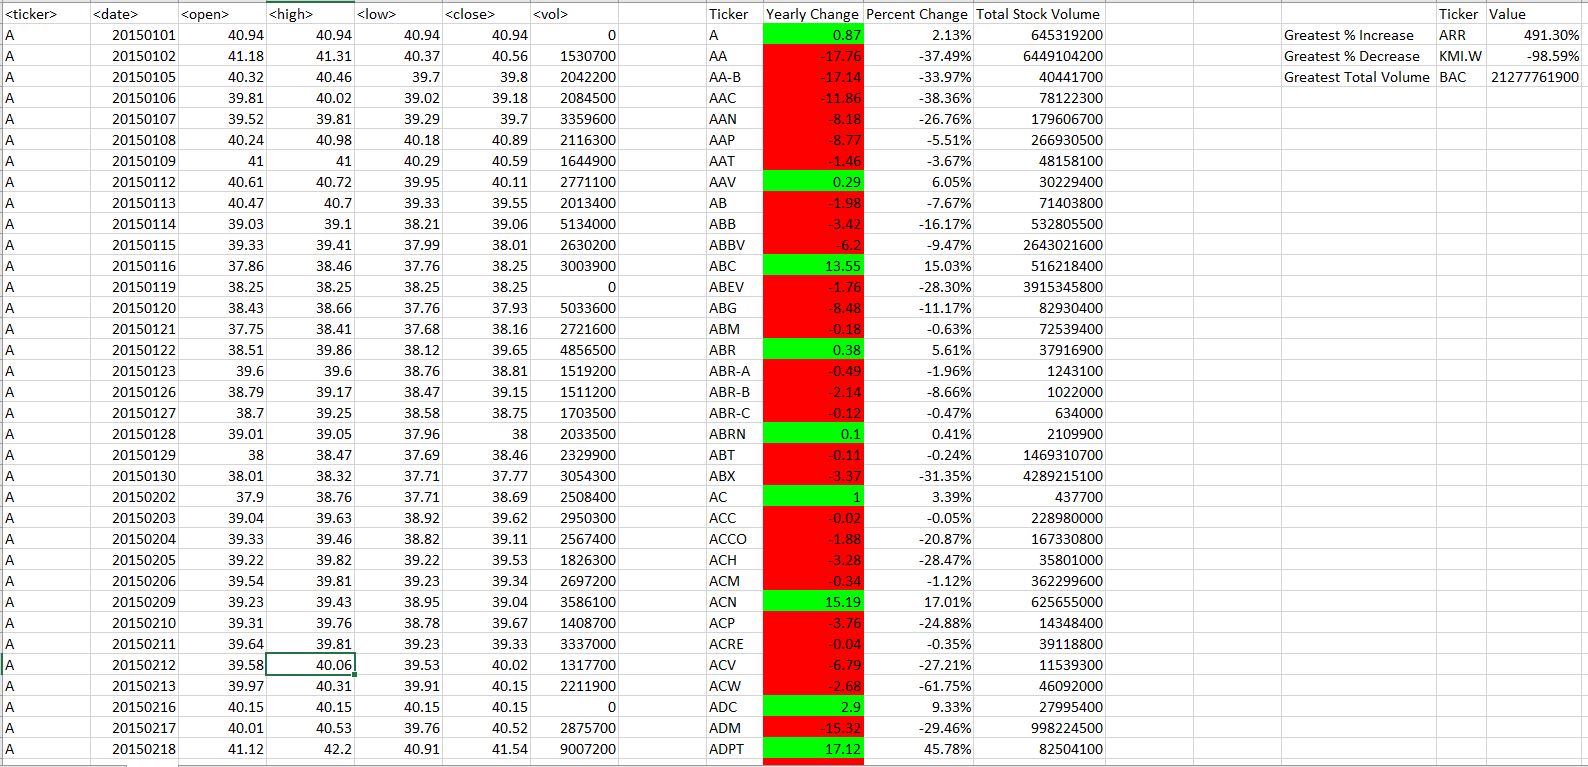 <ticker> <date> <open> <high> <low> <close> <vol> Ticker Yearly Change Percent Change Total Stock Volume Ticker Value
A 20150101 40.94 40.94 40.94 40.94 0 A 0.87 2.13% 645319200 Greatest % Increase ARR 491.30%
A 20150102 41.18 41.31 40.37 40.56 1530700 AA -17.76 -37.49% 6449104200 Greatest % Decrease KMI.W -98.59%
A 20150105 40.32 40.46 39.7 39.8 2042200 AA-B -17.14 -33.97% 40441700 Greatest Total Volume BAC 21277761900
A 20150106 39.81 40.02 39.02 39.18 2084500 AAC -11.86 -38.36% 78122300
A 20150107 39.52 39.81 39.29 39.7 3359600 AAN -8.18 -26.76% 179606700
A 20150108 40.24 40.98 40.18 40.89 2116300 AAP -8.77 -5.51% 266930500
A 20150109 41 41 40.29 40.59 1644900 AAT -1.46 -3.67% 48158100
A 20150112 40.61 40.72 39.95 40.11 2771100 AAV 0.29 6.05% 30229400
A 20150113 40.47 40.7 39.33 39.55 2013400 AB -1.98 -7.67% 71403800
A 20150114 39.03 39.1 38.21 39.06 5134000 ABB -3.42 -16.17% 532805500
A 20150115 39.33 39.41 37.99 38.01 2630200 ABBV -6.2 -9.47% 2643021600
A 20150116 37.86 38.46 37.76 38.25 3003900 ABC 13.55 15.03% 516218400
A 20150119 38.25 38.25 38.25 38.25 0 ABEV -1.76 -28.30% 3915345800
A 20150120 38.43 38.66 37.76 37.93 5033600 ABG -8.48 -11.17% 82930400
A 20150121 37.75 38.41 37.68 38.16 2721600 ABM -0.18 -0.63% 72539400
A 20150122 38.51 39.86 38.12 39.65 4856500 ABR 0.38 5.61% 37916900
A 20150123 39.6 39.6 38.76 38.81 1519200 ABR-A -0.49 -1.96% 1243100
A 20150126 38.79 39.17 38.47 39.15 1511200 ABR-B -2.14 -8.66% 1022000
A 20150127 38.7 39.25 38.58 38.75 1703500 ABR-C -0.12 -0.47% 634000
A 20150128 39.01 39.05 37.96 38 2033500 ABRN 0.1 0.41% 2109900
A 20150129 38 38.47 37.69 38.46 2329900 ABT -0.11 -0.24% 1469310700
A 20150130 38.01 38.32 37.71 37.77 3054300 ABX -3.37 -31.35% 4289215100
A 20150202 37.9 38.76 37.71 38.69 2508400 AC 1 3.39% 437700
A 20150203 39.04 39.63 38.92 39.62 2950300 ACC -0.02 -0.05% 228980000
A 20150204 39.33 39.46 38.82 39.11 2567400 ACCO -1.88 -20.87% 167330800
A 20150205 39.22 39.82 39.22 39.53 1826300 ACH -3.28 -28.47% 35801000
A 20150206 39.54 39.81 39.23 39.34 2697200 ACM -0.34 -1.12% 362299600
A 20150209 39.23 39.43 38.95 39.04 3586100 ACN 15.19 17.01% 625655000
A 20150210 39.31 39.76 38.78 39.67 1408700 ACP -3.76 -24.88% 14348400
A 20150211 39.64 39.81 39.23 39.33 3337000 ACRE -0.04 -0.35% 39118800
A 20150212 39.58 40.06 39.53 40.02 1317700 ACV -6.79 -27.21% 11539300
A 20150213 39.97 40.31 39.91 40.15 2211900 ACW -2.68 -61.75% 46092000
A 20150216 40.15 40.15 40.15 40.15 0 ADC 2.9 9.33% 27995400
A 20150217 40.01 40.53 39.76 40.52 2875700 ADM -15.32 -29.46% 998224500
A 20150218 41.12 42.2 40.91 41.54 9007200 ADPT 17.12 45.78% 82504100